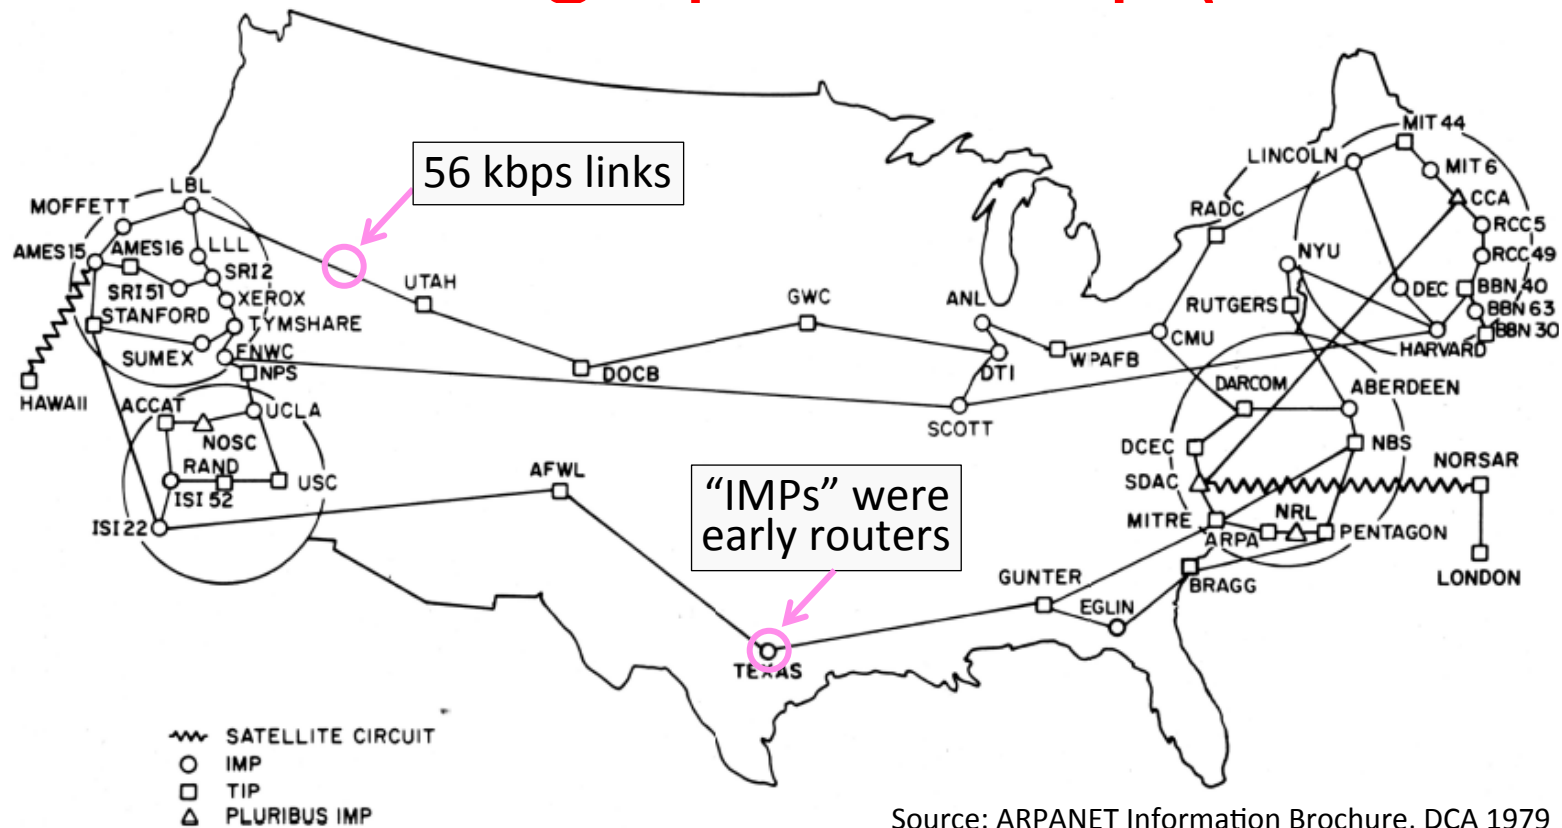 56 kbps links
MIT 44
LINCOLN
MIT 6
LBL
CCA
MOFFETT
RADC
RCC 5
AMES 15
AMES16
LLL
NYU
RCC 49
SRI 2
UTAH
SRI 51
XEROX
GWC
ANL
RUTGERS
DEC
BBN 40
STANFORD
TYMSHARE
BBN 63
BBN 30
SUMEX
FNWC
CMU
HARVARD
WPAFB
NPS
DOCB
DTI
HAWAII
ACCAT
UCLA
DARCOM
ABERDEEN
SCOTT
NOSC
DCEC
NBS
RAND
AFWL
NORSAR
USC
SDAC
ISI 52
“IMPs” were
early routers
NRL
ISI 22
MITRE
ARPA
PENTAGON
GUNTER
BRAGG
LONDON
EGLIN
TEXAS
SATELLITE CIRCUIT
IMP
TIP
PLURIBUS IMP
Source: ARPANET Information Brochure, DCA 1979